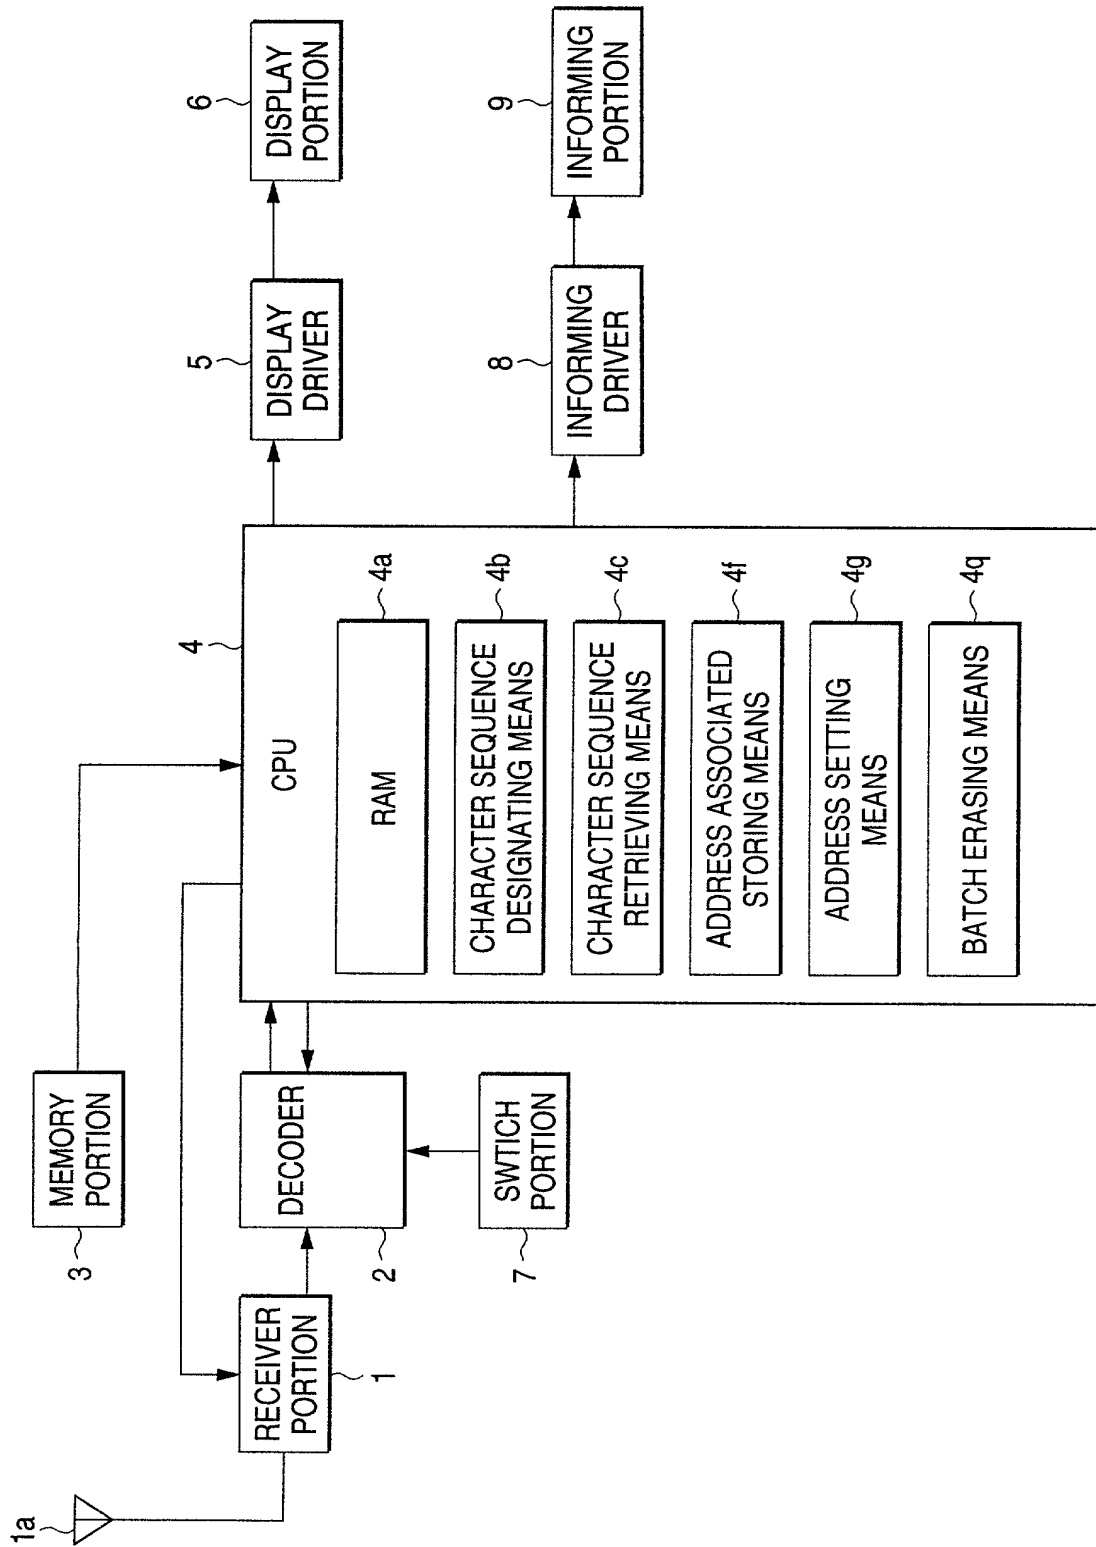 1a
RECEIVER
PORTION
1
MEMORY
PORTION
3
DECODER
2
SWTICH
PORTION
7
4
CPU
RAM
4a
CHARACTER SEQUENCE
DESIGNATING MEANS
4b
CHARACTER SEQUENCE
RETRIEVING MEANS
4c
ADDRESS ASSOCIATED
STORING MEANS
4f
ADDRESS SETTING
MEANS
4g
BATCH ERASING MEANS
4q
5
DISPLAY
DRIVER
6
DISPLAY
PORTION
8
INFORMING
DRIVER
9
INFORMING
PORTION